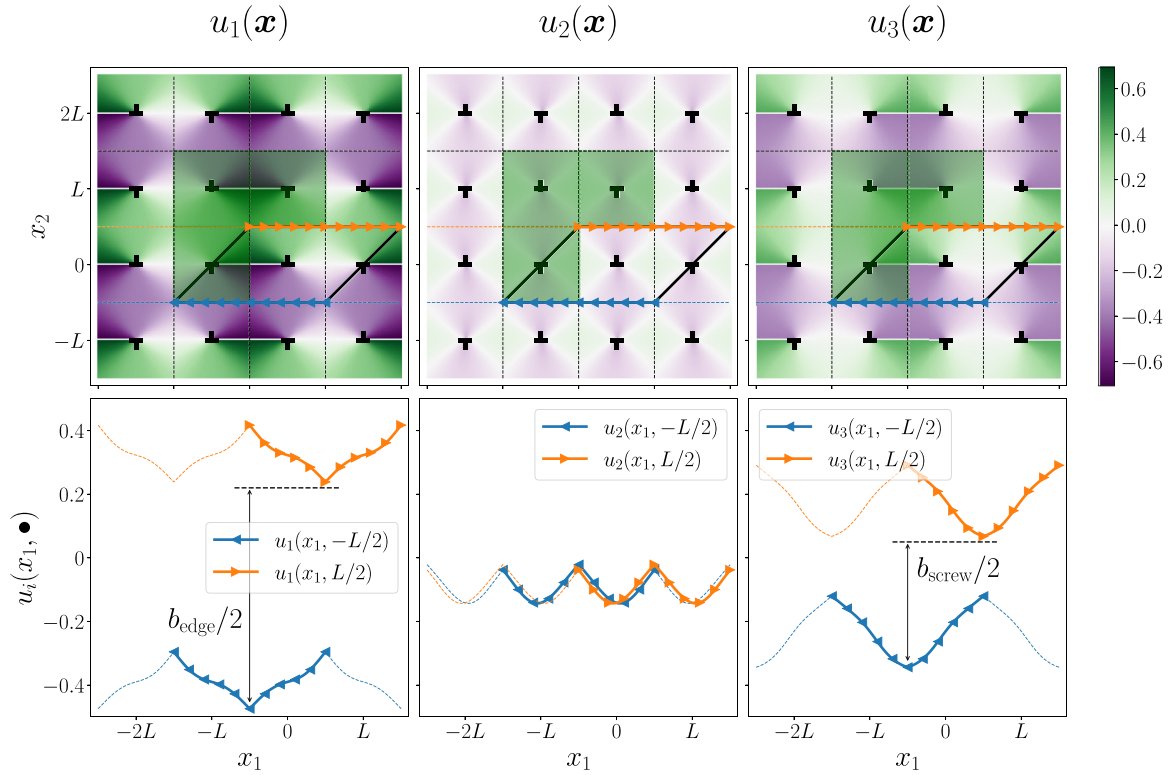 u₁(𝒙)
u₂(𝒙)
u₃(𝒙)
2L
L
0
−L
x₂
0.6
0.4
0.2
0.0
−0.2
−0.4
−0.6
0.4
0.2
0
−0.2
−0.4
uᵢ(x₁, •)
u₁(x₁, −L/2)
u₁(x₁, L/2)
b_edge/2
u₂(x₁, −L/2)
u₂(x₁, L/2)
u₃(x₁, −L/2)
u₃(x₁, L/2)
b_screw/2
−2L −L 0 L
−2L −L 0 L
−2L −L 0 L
x₁
x₁
x₁